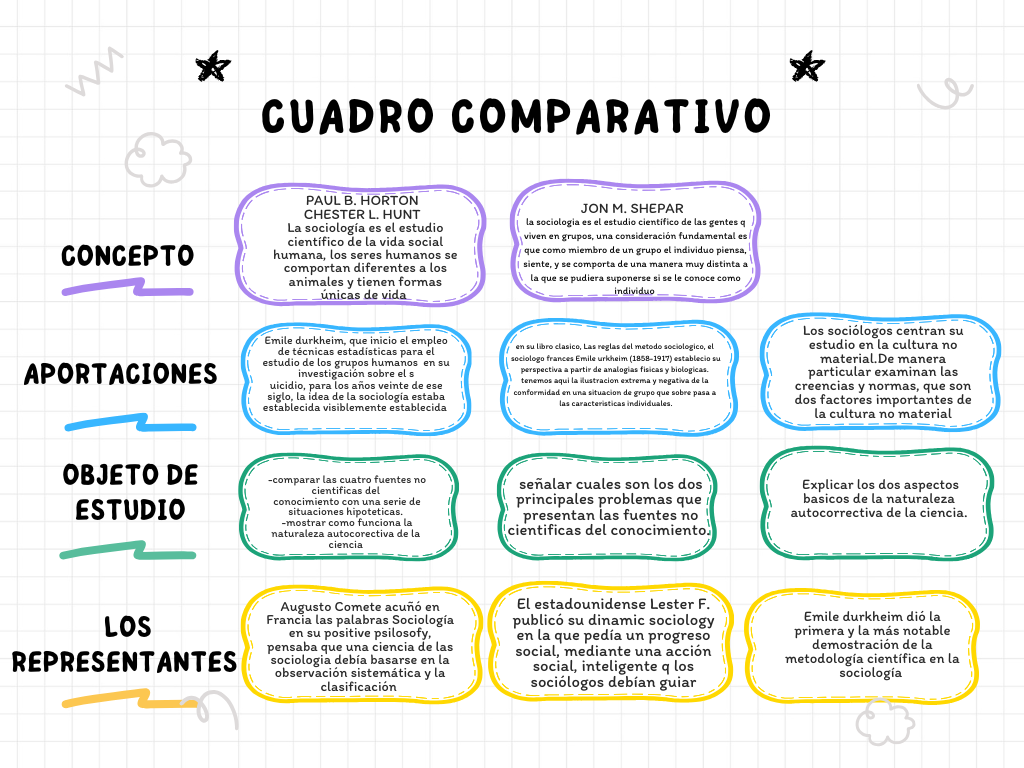 CUADRO COMPARATIVO
CONCEPTO
PAUL B. HORTON
CHESTER L. HUNT
La sociología es el estudio
científico de la vida social
humana, los seres humanos se
comportan diferentes a los
animales y tienen formas
únicas de vida
JON M. SHEPAR
la sociologia es el estudio científico de las gentes q
viven en grupos, una consideración fundamental es
que como miembro de un grupo el individuo piensa,
siente, y se comporta de una manera muy distinta a
la que se pudiera suponerse si se le conoce como
individuo
APORTACIONES
Emile durkheim, que inicio el empleo
de técnicas estadísticas para el
estudio de los grupos humanos en su
investigación sobre el s
uicidio, para los años veinte de ese
siglo, la idea de la sociología estaba
establecida visiblemente establecida
en su libro clasico, Las reglas del metodo sociologico, el
sociologo frances Emile urkheim (1858-1917) establecio su
perspectiva a partir de analogias fisicas y biologicas.
tenemos aqui la ilustracion extrema y negativa de la
conformidad en una situacion de grupo que sobre pasa a
las caracteristicas individuales.
Los sociólogos centran su
estudio en la cultura no
material.De manera
particular examinan las
creencias y normas, que son
dos factores importantes de
la cultura no material
OBJETO DE
ESTUDIO
-comparar las cuatro fuentes no
cientificas del
conocimiento con una serie de
situaciones hipoteticas.
-mostrar como funciona la
naturaleza autocorectiva de la
ciencia
señalar cuales son los dos
principales problemas que
presentan las fuentes no
cientificas del conocimiento.
Explicar los dos aspectos
basicos de la naturaleza
autocorrectiva de la ciencia.
LOS
REPRESENTANTES
Augusto Comete acuñó en
Francia las palabras Sociología
en su positive psilosofy,
pensaba que una ciencia de las
sociologia debía basarse en la
observación sistemática y la
clasificación
El estadounidense Lester F.
publicó su dinamic sociology
en la que pedía un progreso
social, mediante una acción
social, inteligente q los
sociólogos debían guiar
Emile durkheim dió la
primera y la más notable
demostración de la
metodología científica en la
sociología